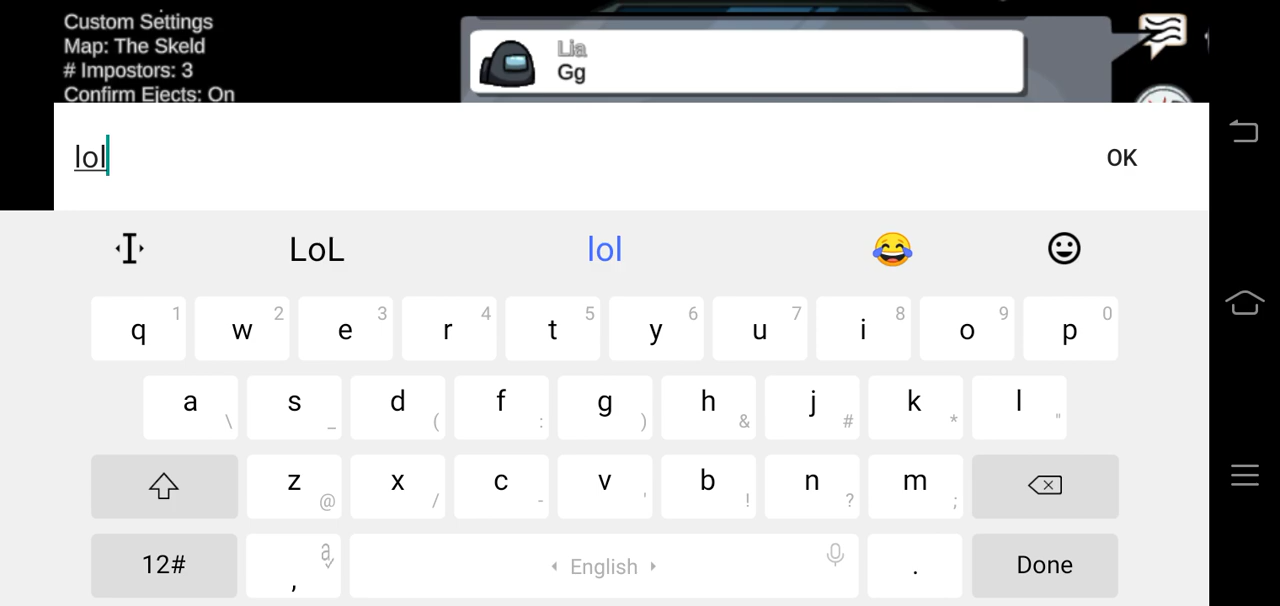 Custom Settings
Map: The Skeld
# Impostors: 3
Confirm Ejects: On
Lia
Gg
lol
OK
LoL lol 😂
q 1 w 2 e 3 r 4 t 5 y 6 u 7 i 8 o 9 p 0
a \ s _ d ( f : g ) h & j # k * l "
z @ x / c - v ' b ! n ? m ;
12# , a English . Done